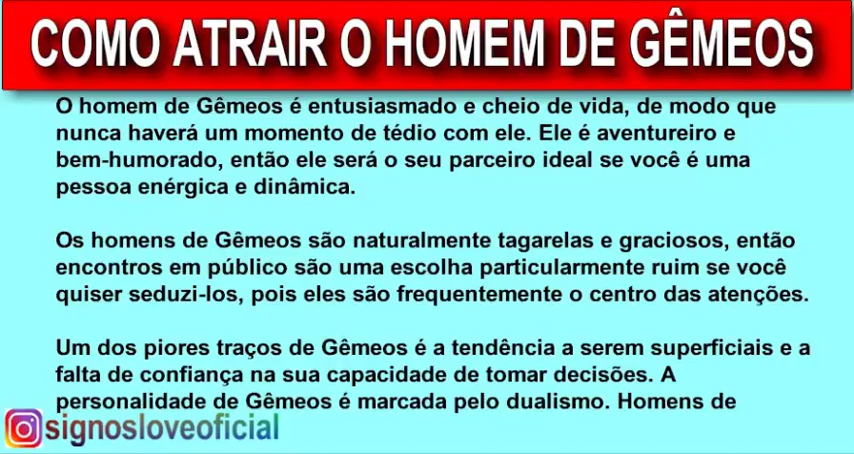 COMO ATRAIR O HOMEM DE GÊMEOS
O homem de Gêmeos é entusiasmado e cheio de vida, de modo que
nunca haverá um momento de tédio com ele. Ele é aventureiro e
bem-humorado, então ele será o seu parceiro ideal se você é uma
pessoa enérgica e dinâmica.
Os homens de Gêmeos são naturalmente tagarelas e graciosos, então
encontros em público são uma escolha particularmente ruim se você
quiser seduzi-los, pois eles são frequentemente o centro das atenções.
Um dos piores traços de Gêmeos é a tendência a serem superficiais e a
falta de confiança na sua capacidade de tomar decisões. A
personalidade de Gêmeos é marcada pelo dualismo. Homens de
signosloveoficial